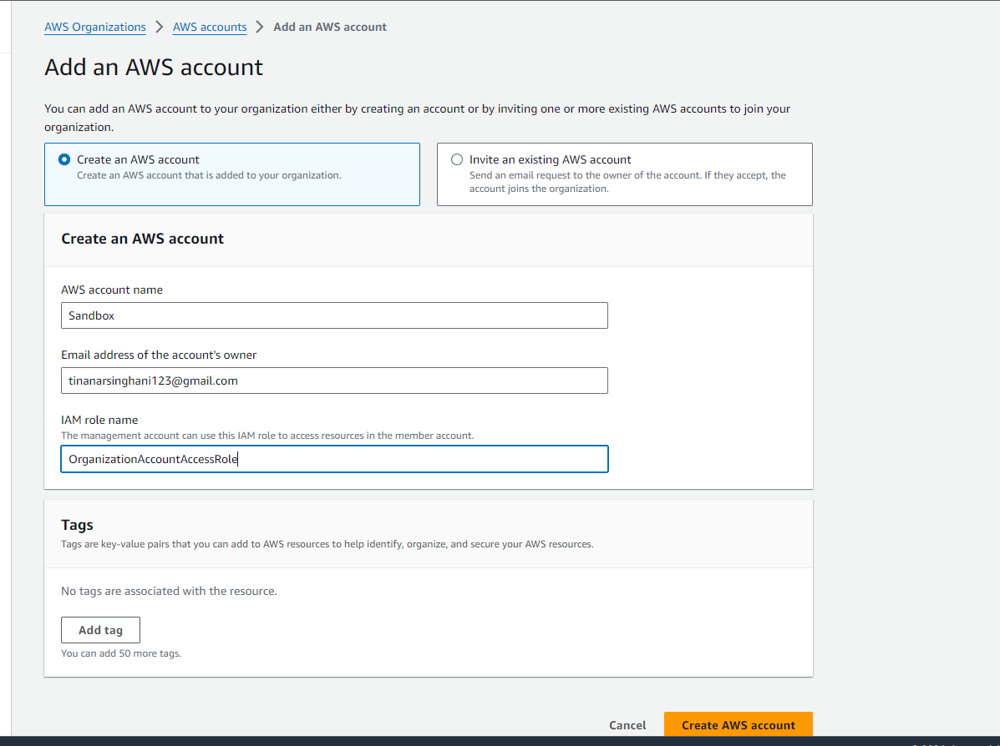 AWS Organizations > AWS accounts > Add an AWS account
Add an AWS account
You can add an AWS account to your organization either by creating an account or by inviting one or more existing AWS accounts to join your
organization.
Create an AWS account
Create an AWS account that is added to your organization.
Invite an existing AWS account
Send an email request to the owner of the account. If they accept, the
account joins the organization.
Create an AWS account
AWS account name
Sandbox
Email address of the account's owner
tinanarsinghani123@gmail.com
IAM role name
The management account can use this IAM role to access resources in the member account.
OrganizationAccountAccessRole
Tags
Tags are key-value pairs that you can add to AWS resources to help identify, organize, and secure your AWS resources.
No tags are associated with the resource.
Add tag
You can add 50 more tags.
Cancel
Create AWS account